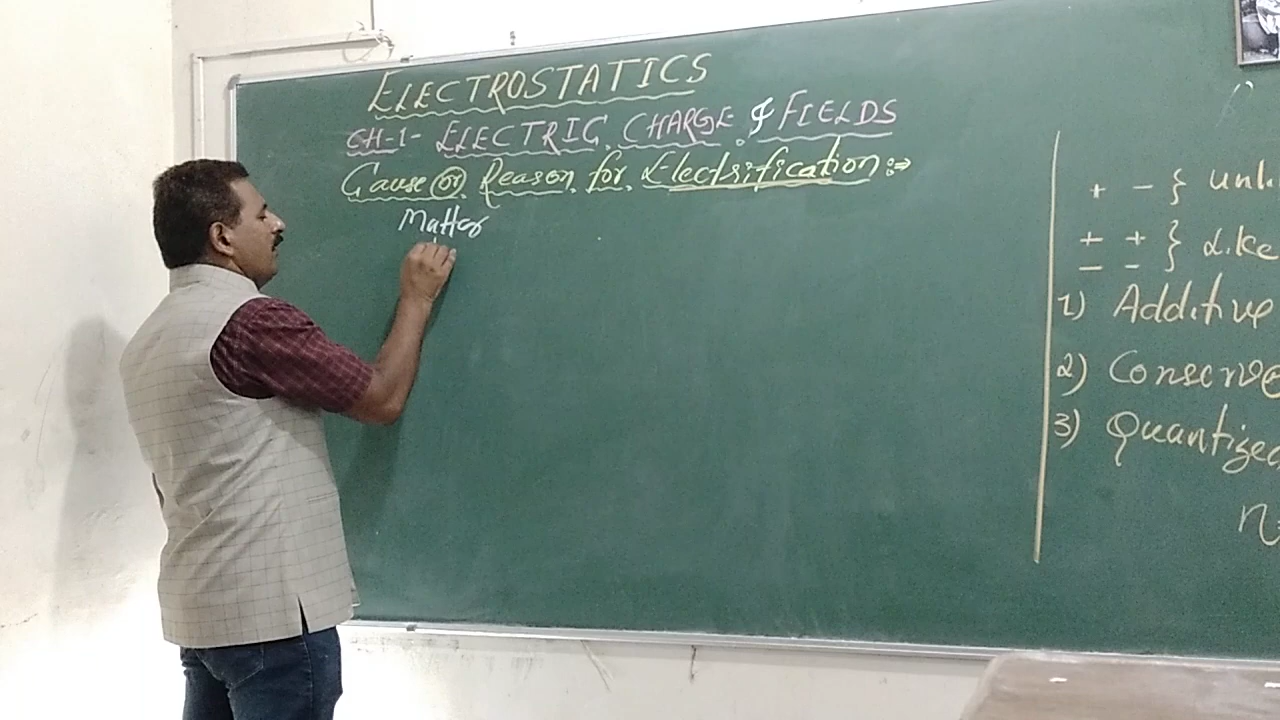 ELECTROSTATICS
CH-1- ELECTRIC CHARGE & FIELDS
Cause or Reason for Electrification :⇒
Matter
+ - } unli
+ + } Like
- -
1) Additive
2) Conserve
3) Quantized
n